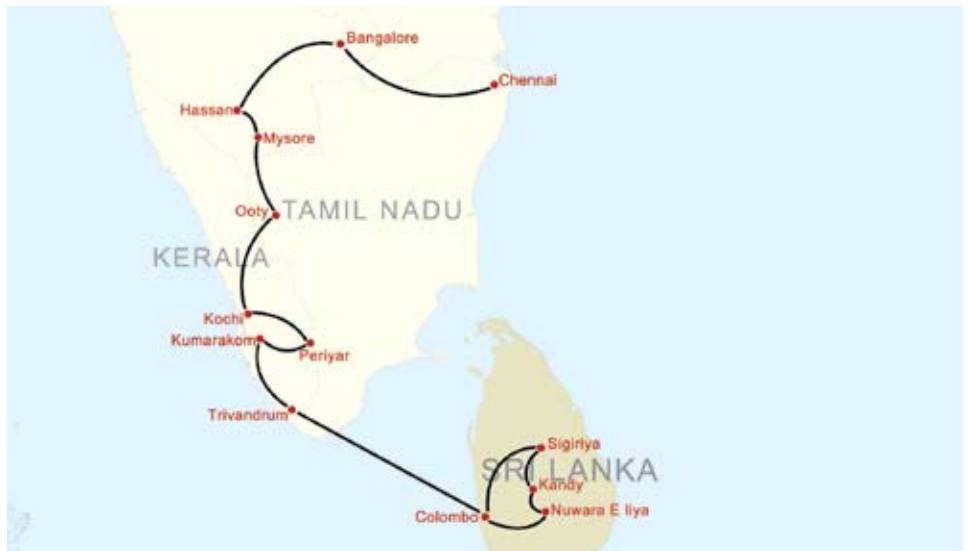 Bangalore
Chennai
Hassan
Mysore
Ooty
TAMIL NADU
KERALA
Kochi
Kumarakom
Periyar
Trivandrum
Sigiriya
SRI LANKA
Kandy
Nuwara E liya
Colombo